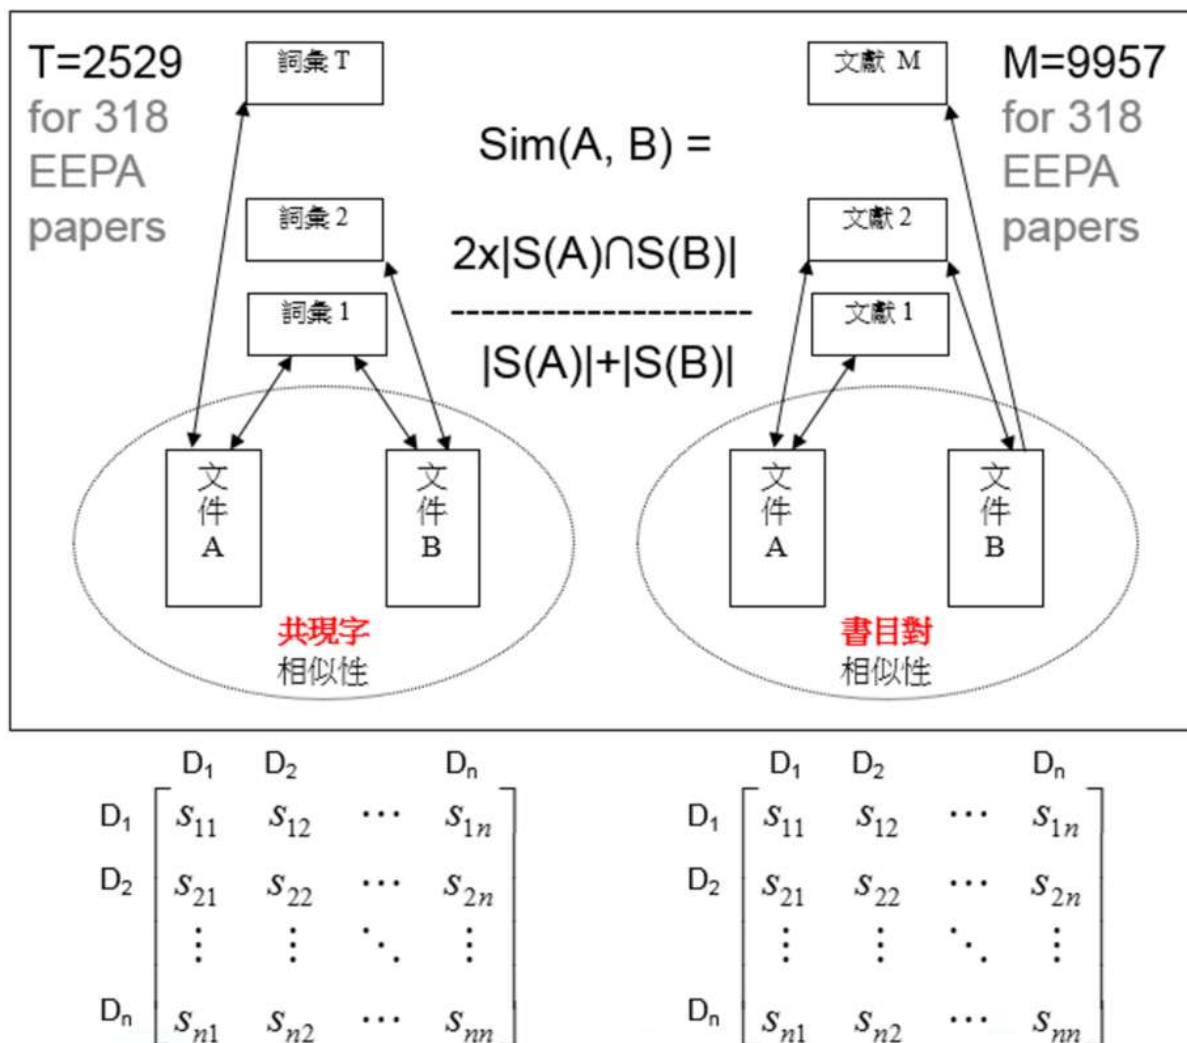 T=2529
for 318
EEPA
papers
詞彙 T
詞彙 2
詞彙 1
Sim(A, B) =
2x|S(A)∩S(B)|
--------------------
|S(A)|+|S(B)|
文獻 M
文獻 2
文獻 1
M=9957
for 318
EEPA
papers
文
件
A
文
件
B
共現字
相似性
文
件
A
文
件
B
書目對
相似性
D₁ D₂ Dₙ
D₁ s₁₁ s₁₂ ⋯ s₁ₙ
D₂ s₂₁ s₂₂ ⋯ s₂ₙ
⋮ ⋮ ⋱ ⋮
Dₙ sₙ₁ sₙ₂ ⋯ sₙₙ
D₁ D₂ Dₙ
D₁ s₁₁ s₁₂ ⋯ s₁ₙ
D₂ s₂₁ s₂₂ ⋯ s₂ₙ
⋮ ⋮ ⋱ ⋮
Dₙ sₙ₁ sₙ₂ ⋯ sₙₙ